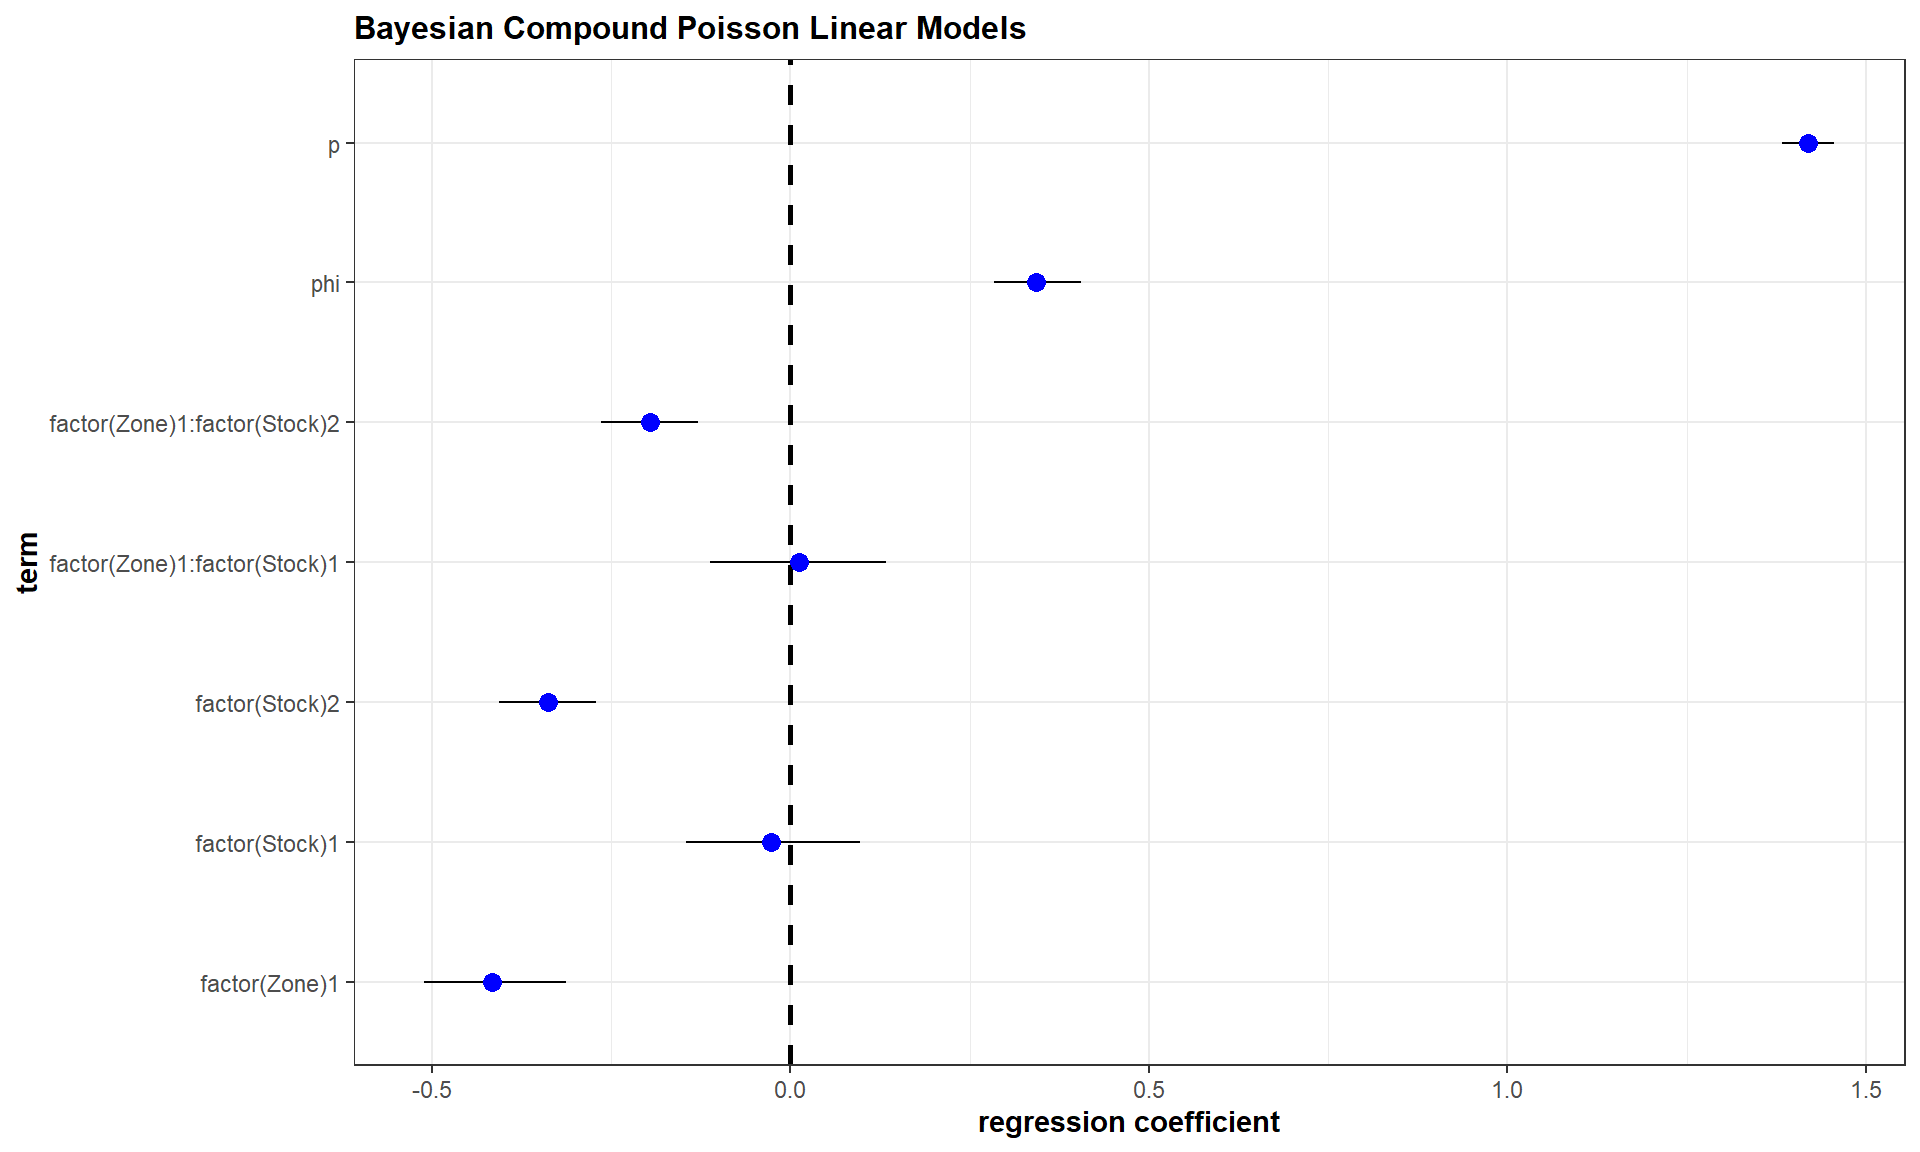 Bayesian Compound Poisson Linear Models
p
phi
factor(Zone)1:factor(Stock)2
factor(Zone)1:factor(Stock)1
factor(Stock)2
factor(Stock)1
factor(Zone)1
term
-0.5 0.0 0.5 1.0 1.5
regression coefficient